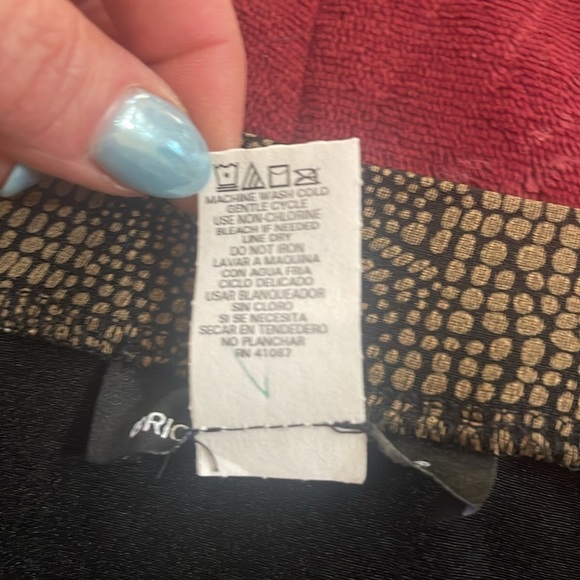 MACHINE WASH COLD
GENTLE CYCLE
USE NON-CHLORINE
BLEACH IF NEEDED
LINE DRY
DO NOT IRON
LAVAR A MAQUINA
CON AGUA FRIA
CICLO DELICADO
USAR BLANQUEADOR
SIN CLORO
SI SE NECESITA
SECAR EN TENDEDERO
NO PLANCHAR
RN 41087